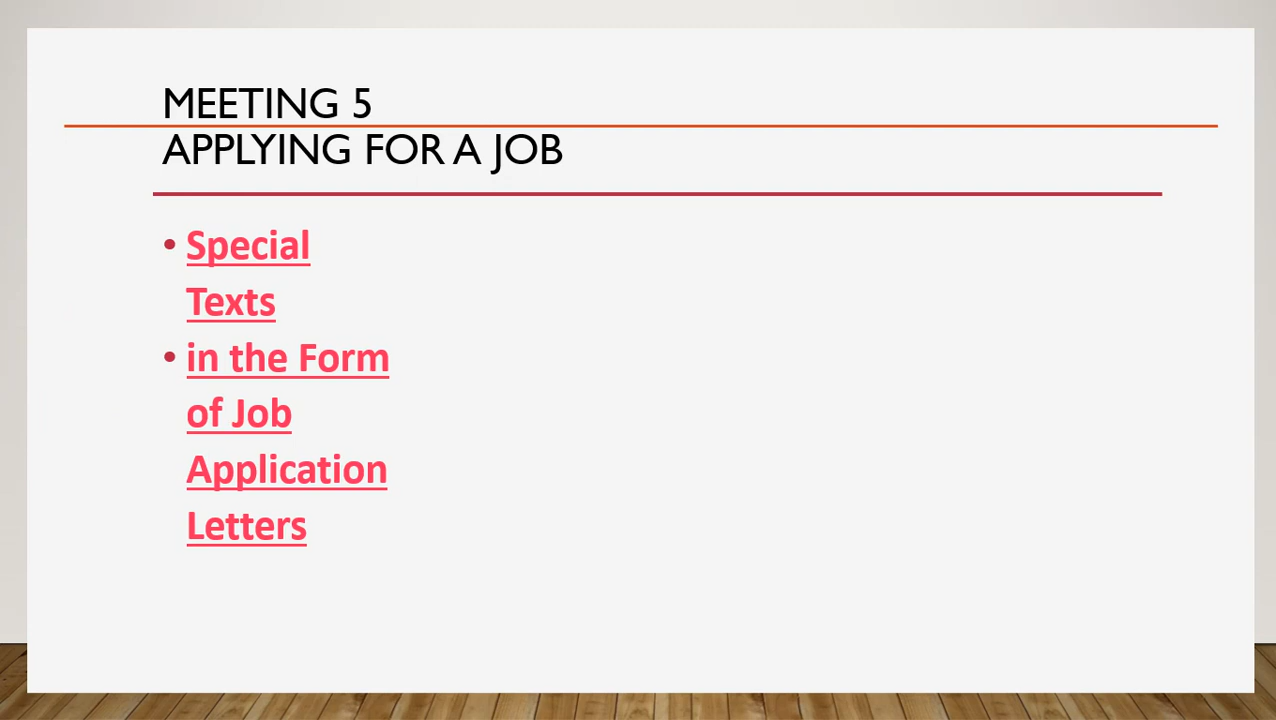 MEETING 5
APPLYING FOR A JOB
• Special
Texts
• in the Form
of Job
Application
Letters